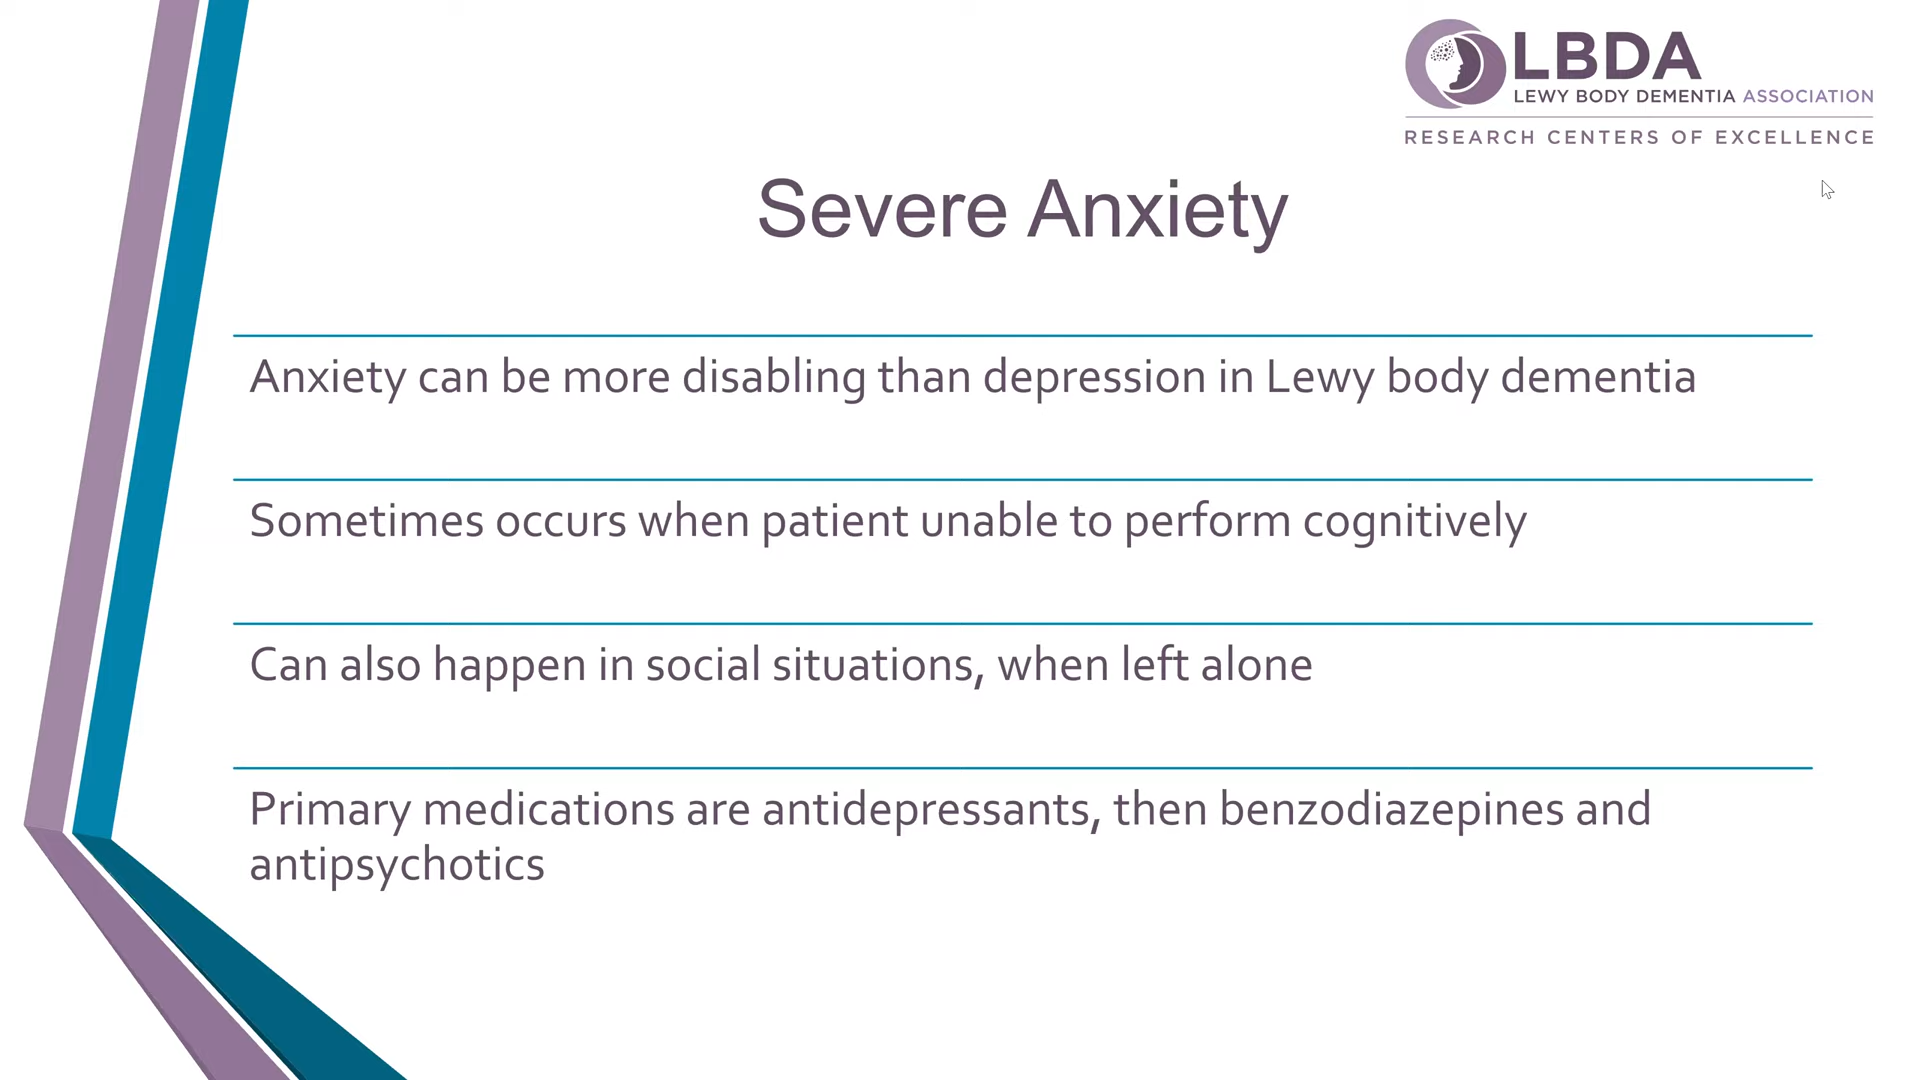 LBDA
LEWY BODY DEMENTIA ASSOCIATION
RESEARCH CENTERS OF EXCELLENCE
Severe Anxiety
Anxiety can be more disabling than depression in Lewy body dementia
Sometimes occurs when patient unable to perform cognitively
Can also happen in social situations, when left alone
Primary medications are antidepressants, then benzodiazepines and
antipsychotics